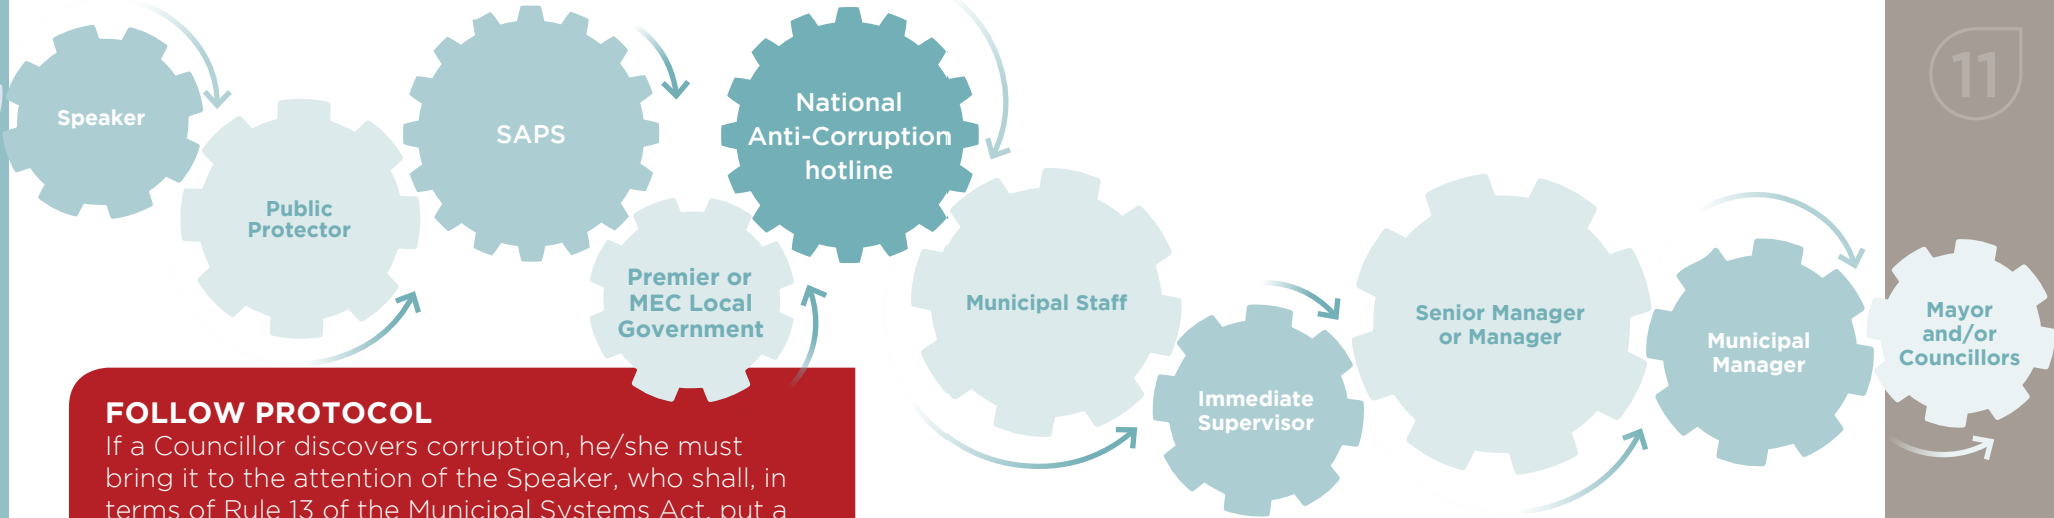 11
Speaker
Public
Protector
SAPS
Premier or
MEC Local
Government
National
Anti-Corruption
hotline
Municipal Staff
Immediate
Supervisor
Senior Manager
or Manager
Municipal
Manager
Mayor
and/or
Councillors
FOLLOW PROTOCOL
If a Councillor discovers corruption, he/she must
bring it to the attention of the Speaker, who shall, in
terms of Rule 13 of the Municipal Systems Act, put a